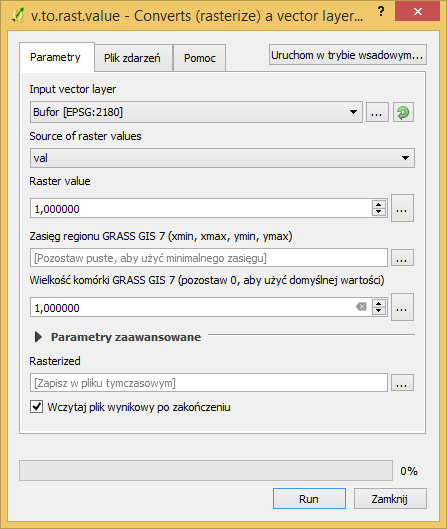 v.to.rast.value - Converts (rasterize) a vector layer...
Parametry
Plik zdarzeń
Pomoc
Uruchom w trybie wsadowym...
Input vector layer
Bufor [EPSG:2180]
...
Source of raster values
val
Raster value
1,000000
...
Zasięg regionu GRASS GIS 7 (xmin, xmax, ymin, ymax)
[Pozostaw puste, aby użyć minimalnego zasięgu]
...
Wielkość komórki GRASS GIS 7 (pozostaw 0, aby użyć domyślnej wartości)
1,000000
...
Parametry zaawansowane
Rasterized
[Zapisz w pliku tymczasowym]
...
Wczytaj plik wynikowy po zakończeniu
0%
Run
Zamknij